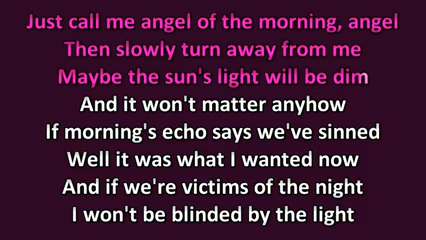 Just call me angel of the morning, angel
Then slowly turn away from me
Maybe the sun's light will be dim
And it won't matter anyhow
If morning's echo says we've sinned
Well it was what I wanted now
And if we're victims of the night
I won't be blinded by the light